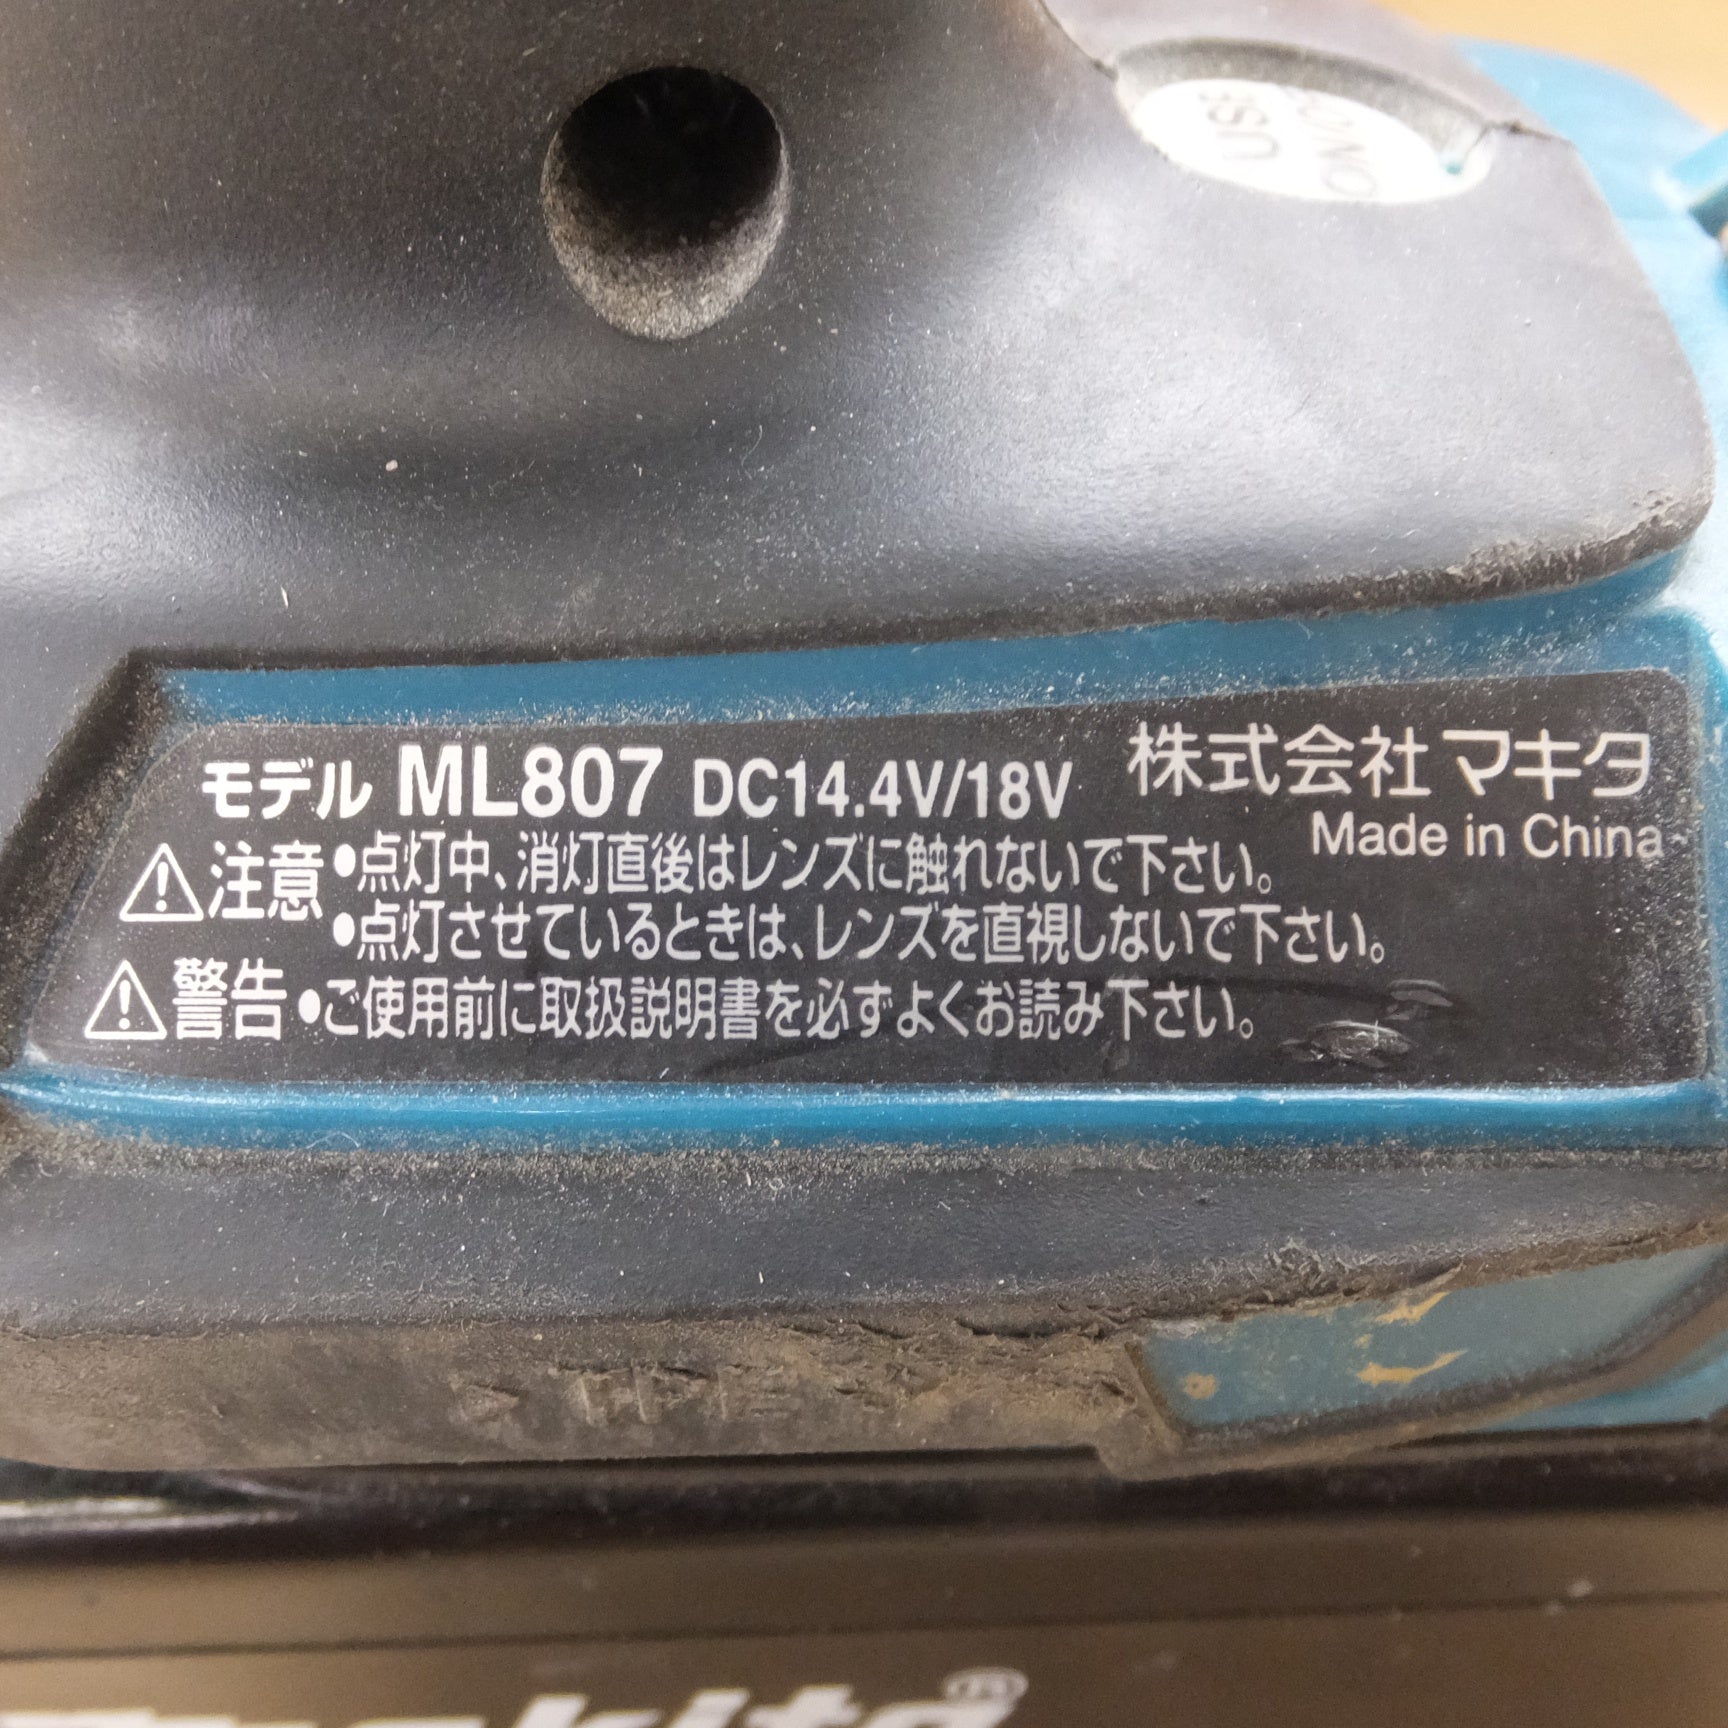 モデル ML807 DC14.4V/18V 株式会社マキタ
Made in China
⚠注意 ●点灯中、消灯直後はレンズに触れないで下さい。
●点灯させているときは、レンズを直視しないで下さい。
⚠警告 ●ご使用前に取扱説明書を必ずよくお読み下さい。